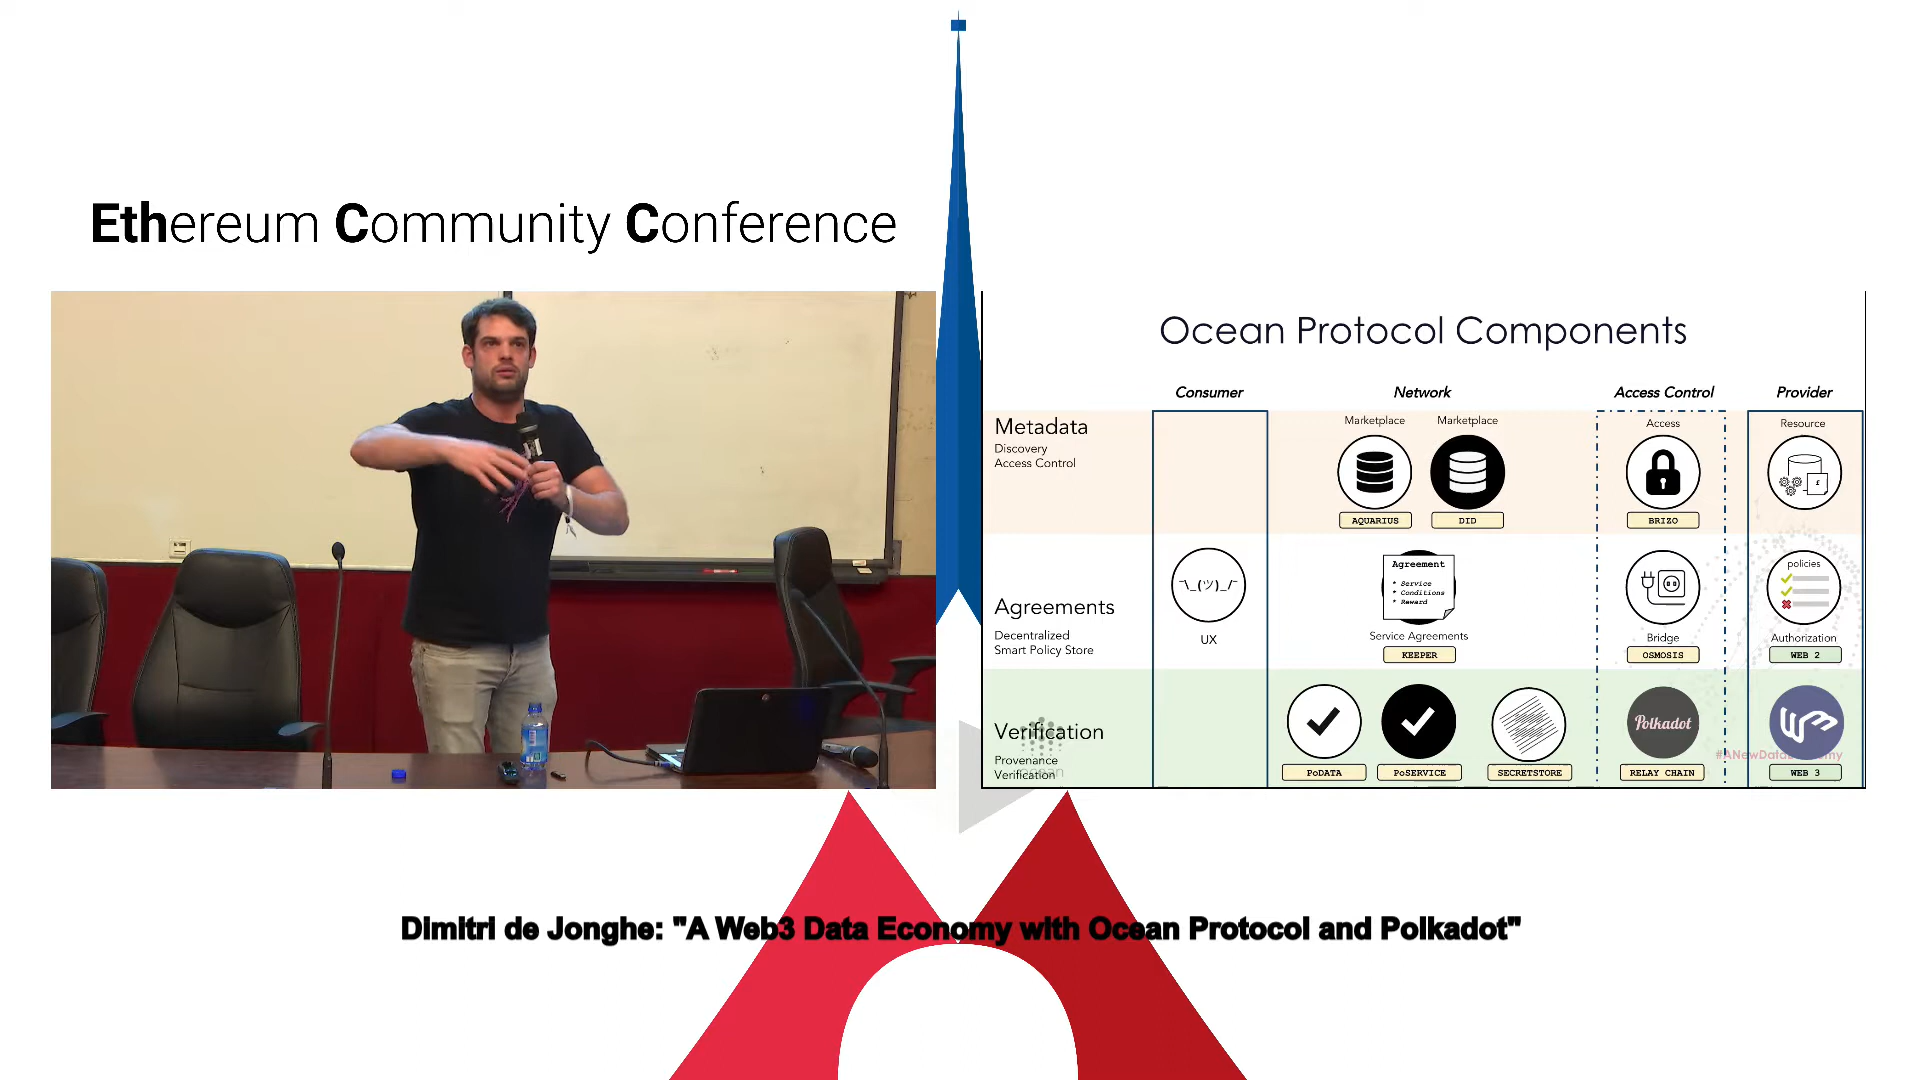 Ethereum Community Conference
Ocean Protocol Components
Consumer
Network
Access Control
Provider
Metadata
Discovery
Access Control
Marketplace
Marketplace
Access
Resource
AQUARIUS
DID
BRIZO
Agreements
Decentralized
Smart Policy Store
¯\_(ツ)_/¯
UX
Agreement
* Service
* Conditions
* Reward
Service Agreements
KEEPER
Bridge
OSMOSIS
policies
Authorization
WEB 2
Verification
Provenance
Verification
PoDATA
PoSERVICE
SECRETSTORE
Polkadot
RELAY CHAIN
#ANewDataEconomy
WEB 3
Dimitri de Jonghe: "A Web3 Data Economy with Ocean Protocol and Polkadot"